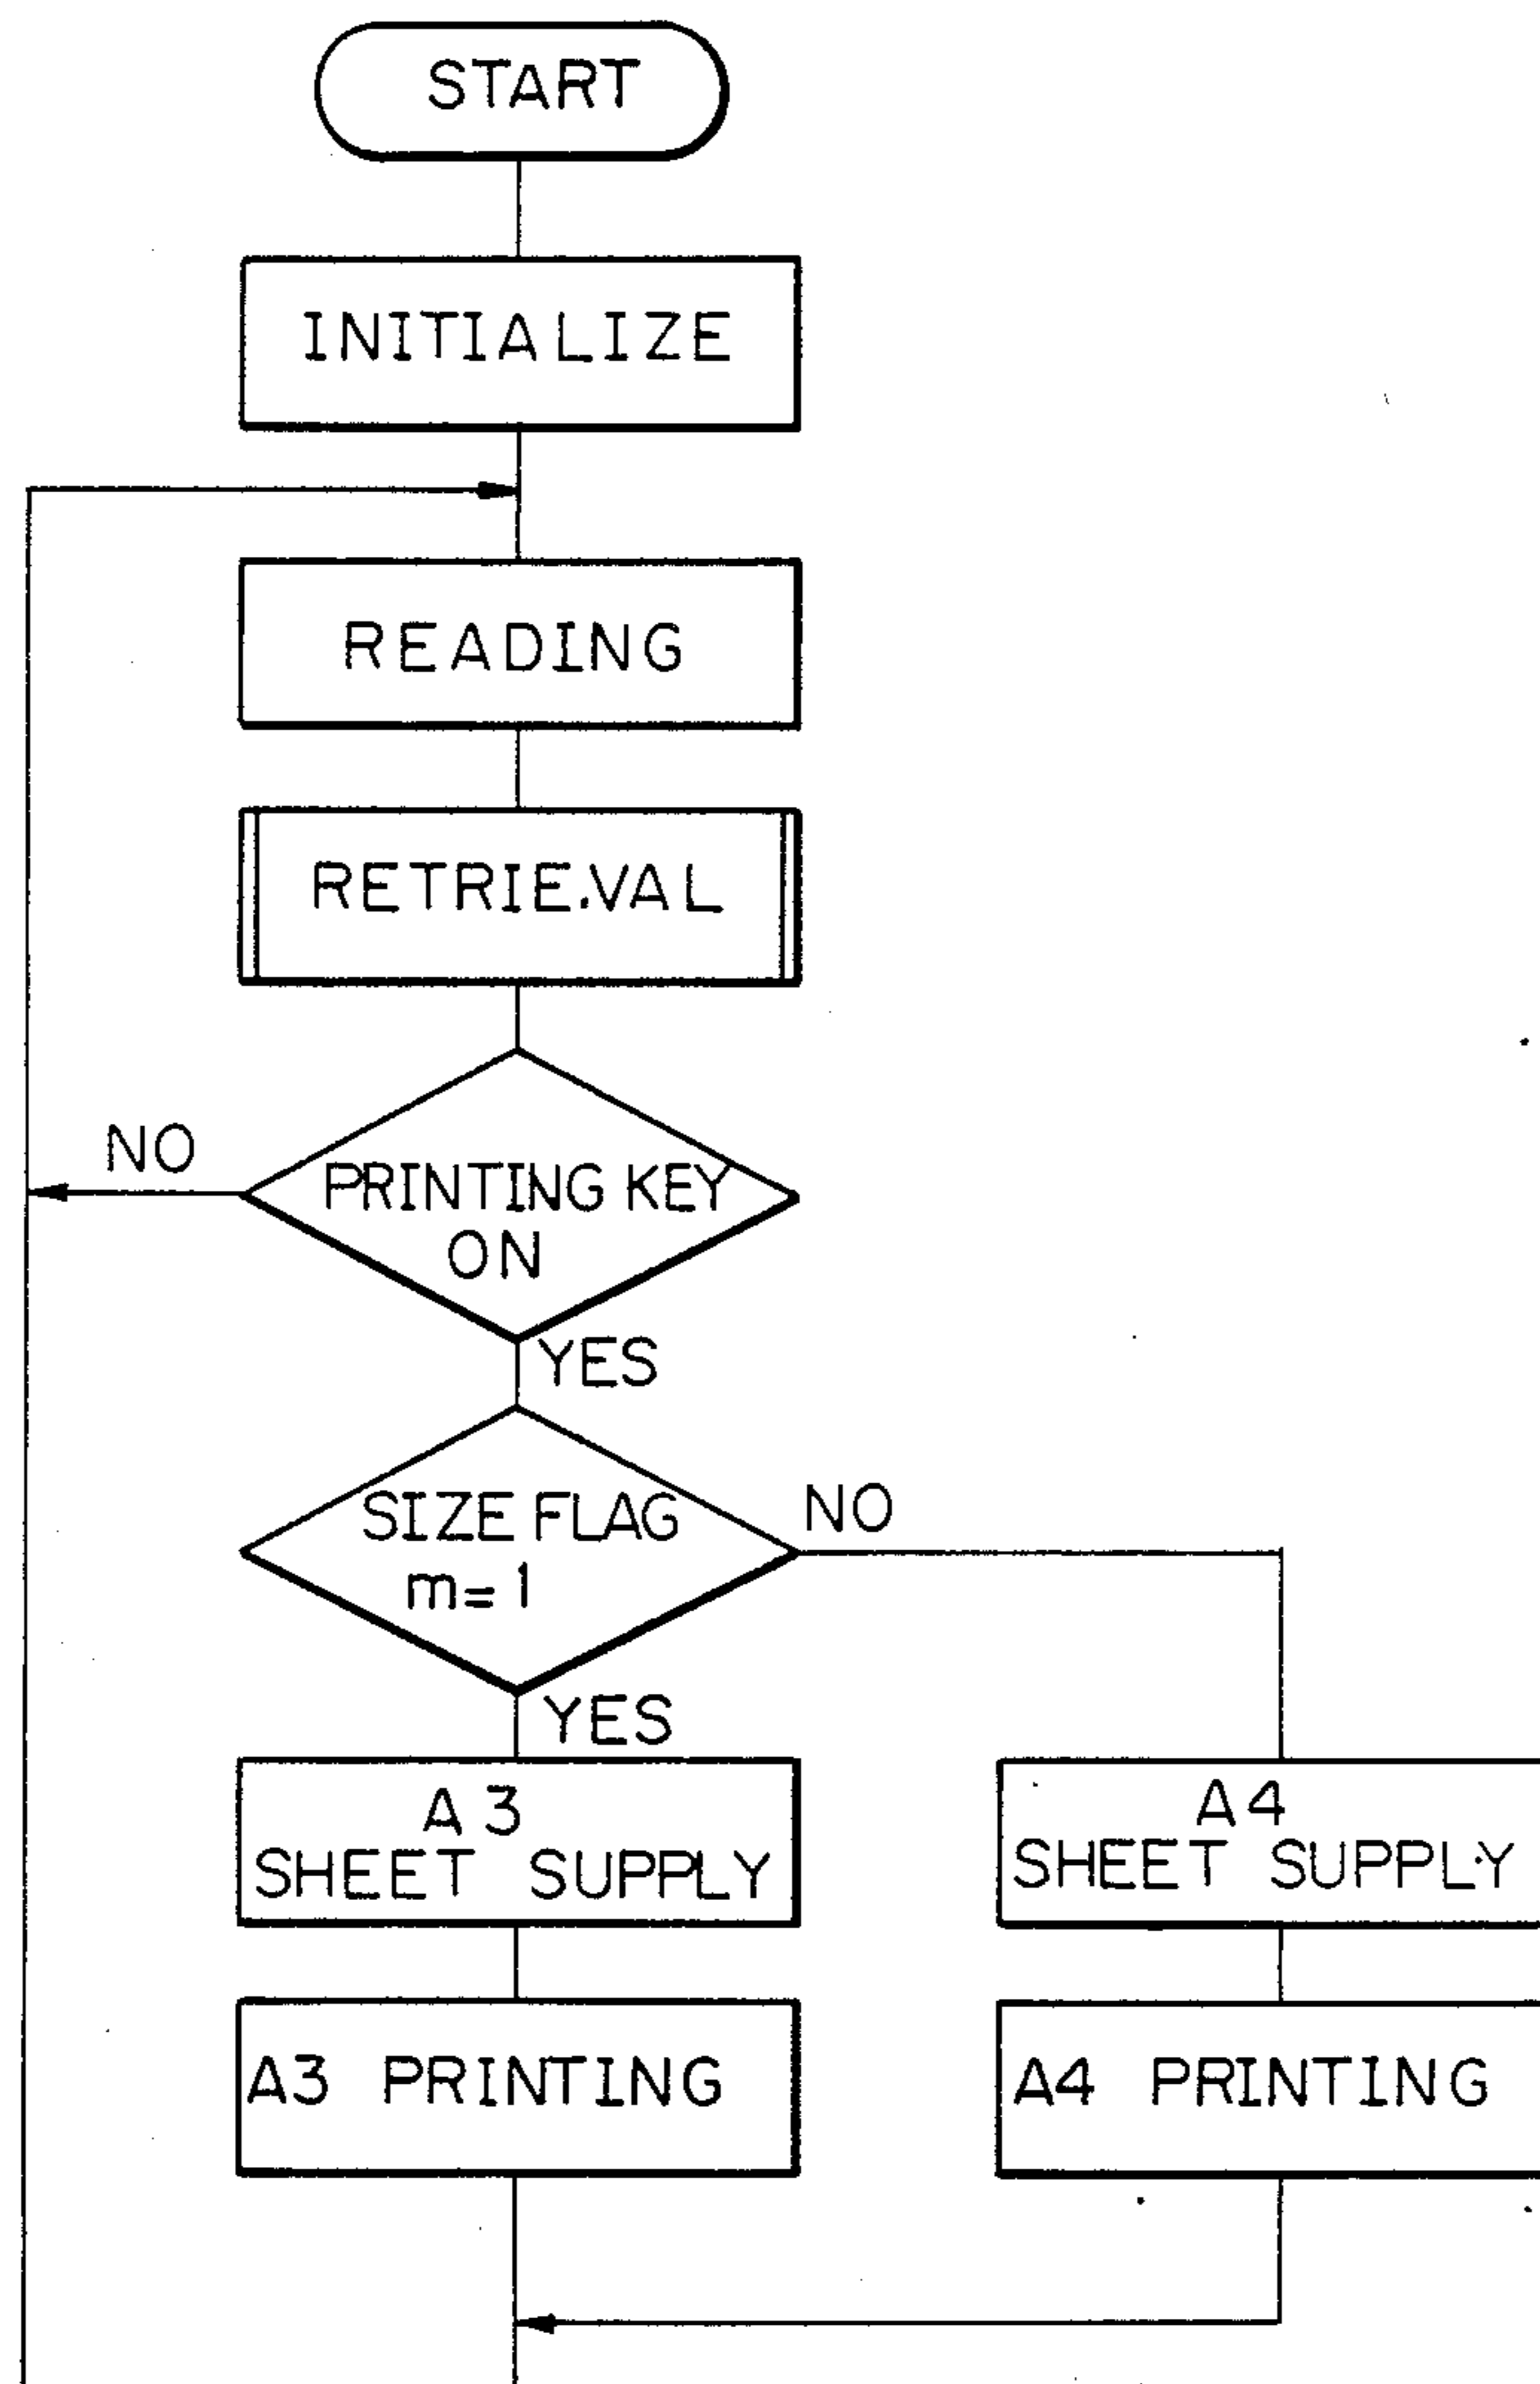 START
INITIALIZE
READING
RETRIE.VAL
NO
PRINTING KEY
ON
YES
SIZE FLAG
m=1
NO
YES
A3
SHEET SUPPLY
A4
SHEET SUPPLY
A3 PRINTING
A4 PRINTING